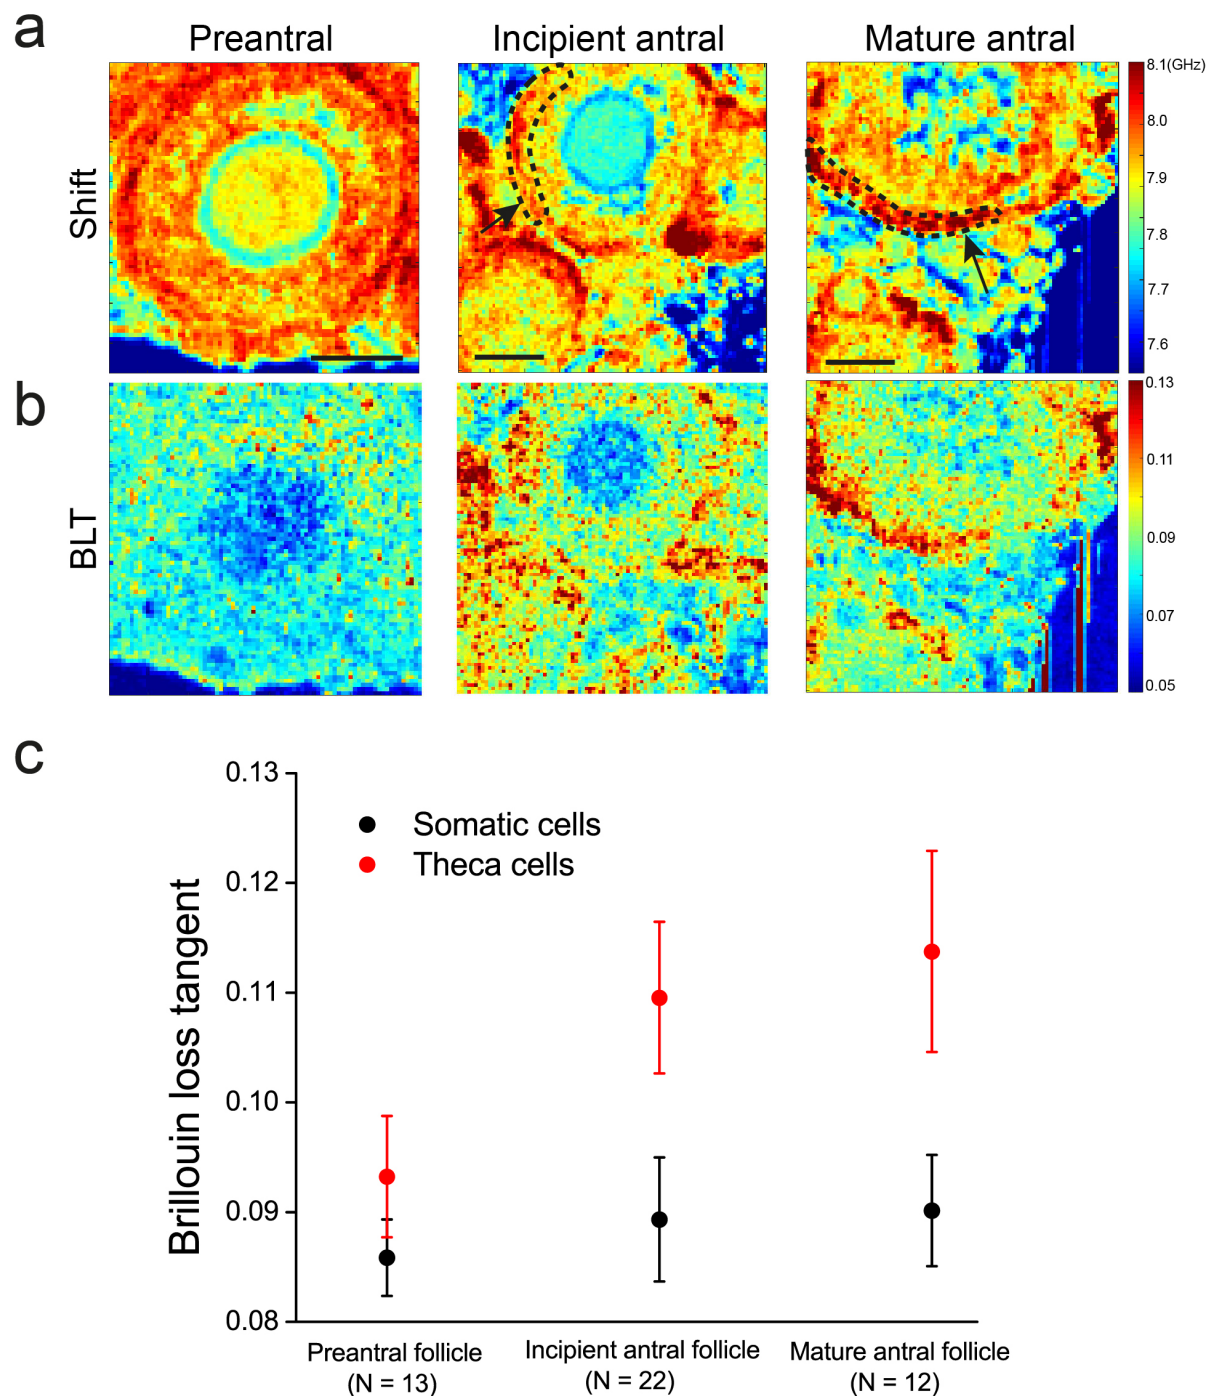 a
Preantral
Incipient antral
Mature antral
Shift
8.1(GHz)
8.0
7.9
7.8
7.7
7.6
b
BLT
0.13
0.11
0.09
0.07
0.05
c
Brillouin loss tangent
0.13
0.12
0.11
0.10
0.09
0.08
Somatic cells
Theca cells
Preantral follicle
(N = 13)
Incipient antral follicle
(N = 22)
Mature antral follicle
(N = 12)